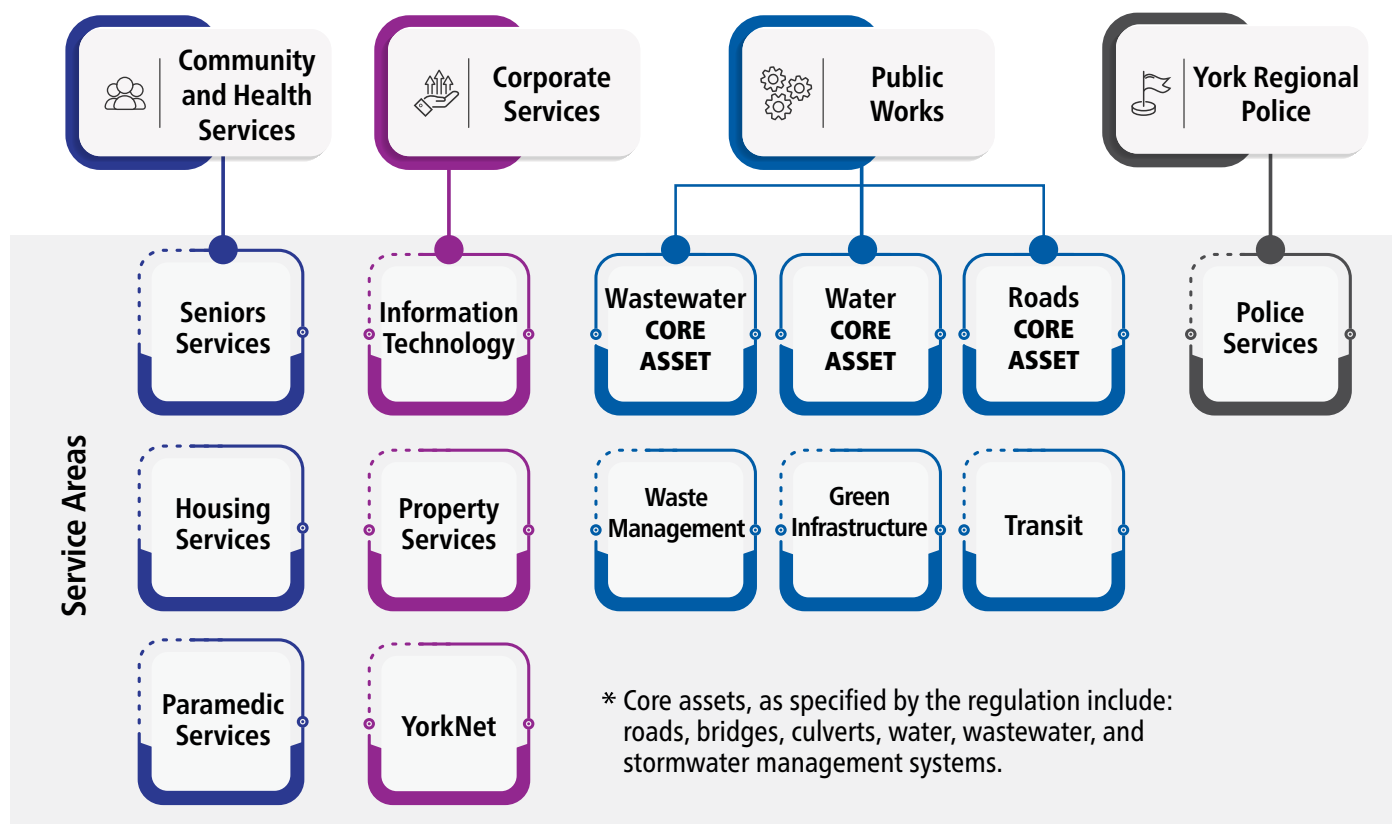 Community
and Health
Services
Corporate
Services
Public
Works
York Regional
Police
Service Areas
Seniors
Services
Information
Technology
Wastewater
CORE
ASSET
Water
CORE
ASSET
Roads
CORE
ASSET
Police
Services
Housing
Services
Property
Services
Waste
Management
Green
Infrastructure
Transit
Paramedic
Services
YorkNet
* Core assets, as specified by the regulation include:
roads, bridges, culverts, water, wastewater, and
stormwater management systems.